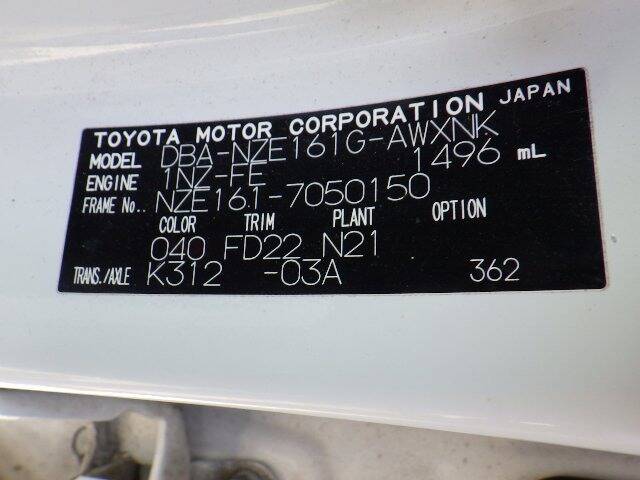 TOYOTA MOTOR CORPORATION JAPAN
MODEL DBA-NZE161G-AWXNK
ENGINE 1NZ-FE 1496 mL
FRAME No.. NZE161-7050150
COLOR TRIM PLANT OPTION
040 FD22 N21
TRANS./AXLE K312 -03A 362